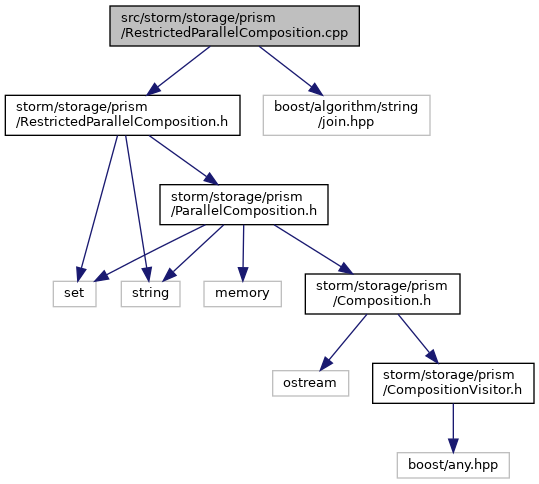 src/storm/storage/prism
/RestrictedParallelComposition.cpp
storm/storage/prism
/RestrictedParallelComposition.h
boost/algorithm/string
/join.hpp
storm/storage/prism
/ParallelComposition.h
set
string
memory
storm/storage/prism
/Composition.h
ostream
storm/storage/prism
/CompositionVisitor.h
boost/any.hpp